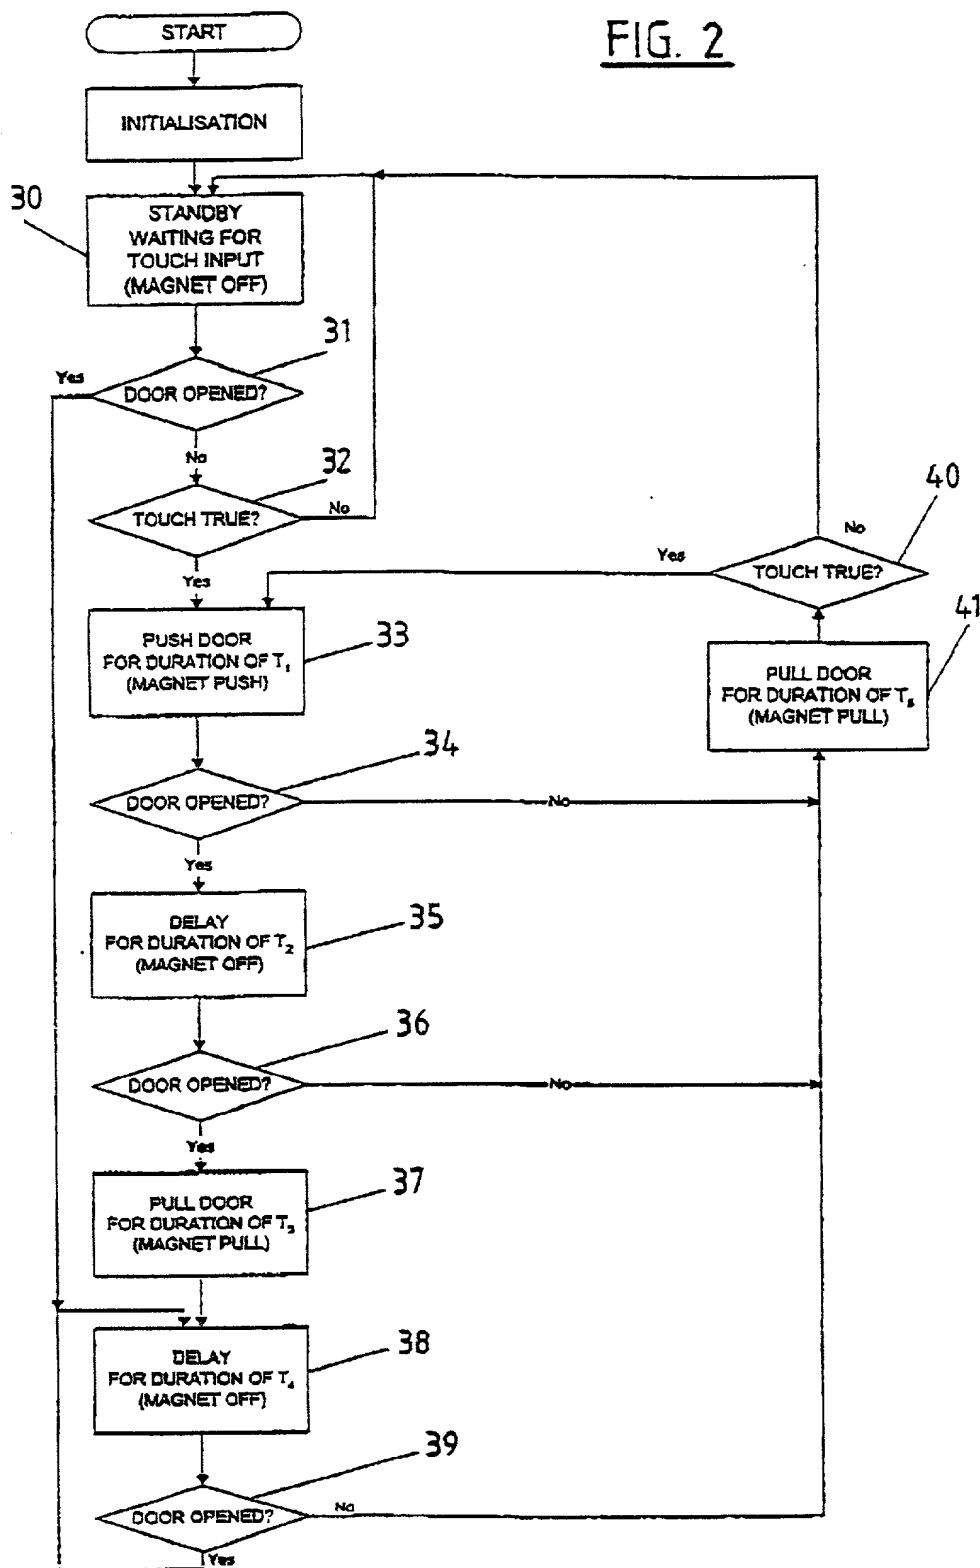 FIG. 2
START
INITIALISATION
30
STANDBY
WAITING FOR
TOUCH INPUT
(MAGNET OFF)
31
Yes
DOOR OPENED?
No
32
TOUCH TRUE?
No
Yes
40
No
Yes
TOUCH TRUE?
41
PULL DOOR
FOR DURATION OF T₅
(MAGNET PULL)
33
PUSH DOOR
FOR DURATION OF T₁
(MAGNET PUSH)
34
DOOR OPENED?
No
Yes
35
DELAY
FOR DURATION OF T₂
(MAGNET OFF)
36
DOOR OPENED?
No
Yes
37
PULL DOOR
FOR DURATION OF T₃
(MAGNET PULL)
38
DELAY
FOR DURATION OF T₄
(MAGNET OFF)
39
DOOR OPENED?
No
Yes